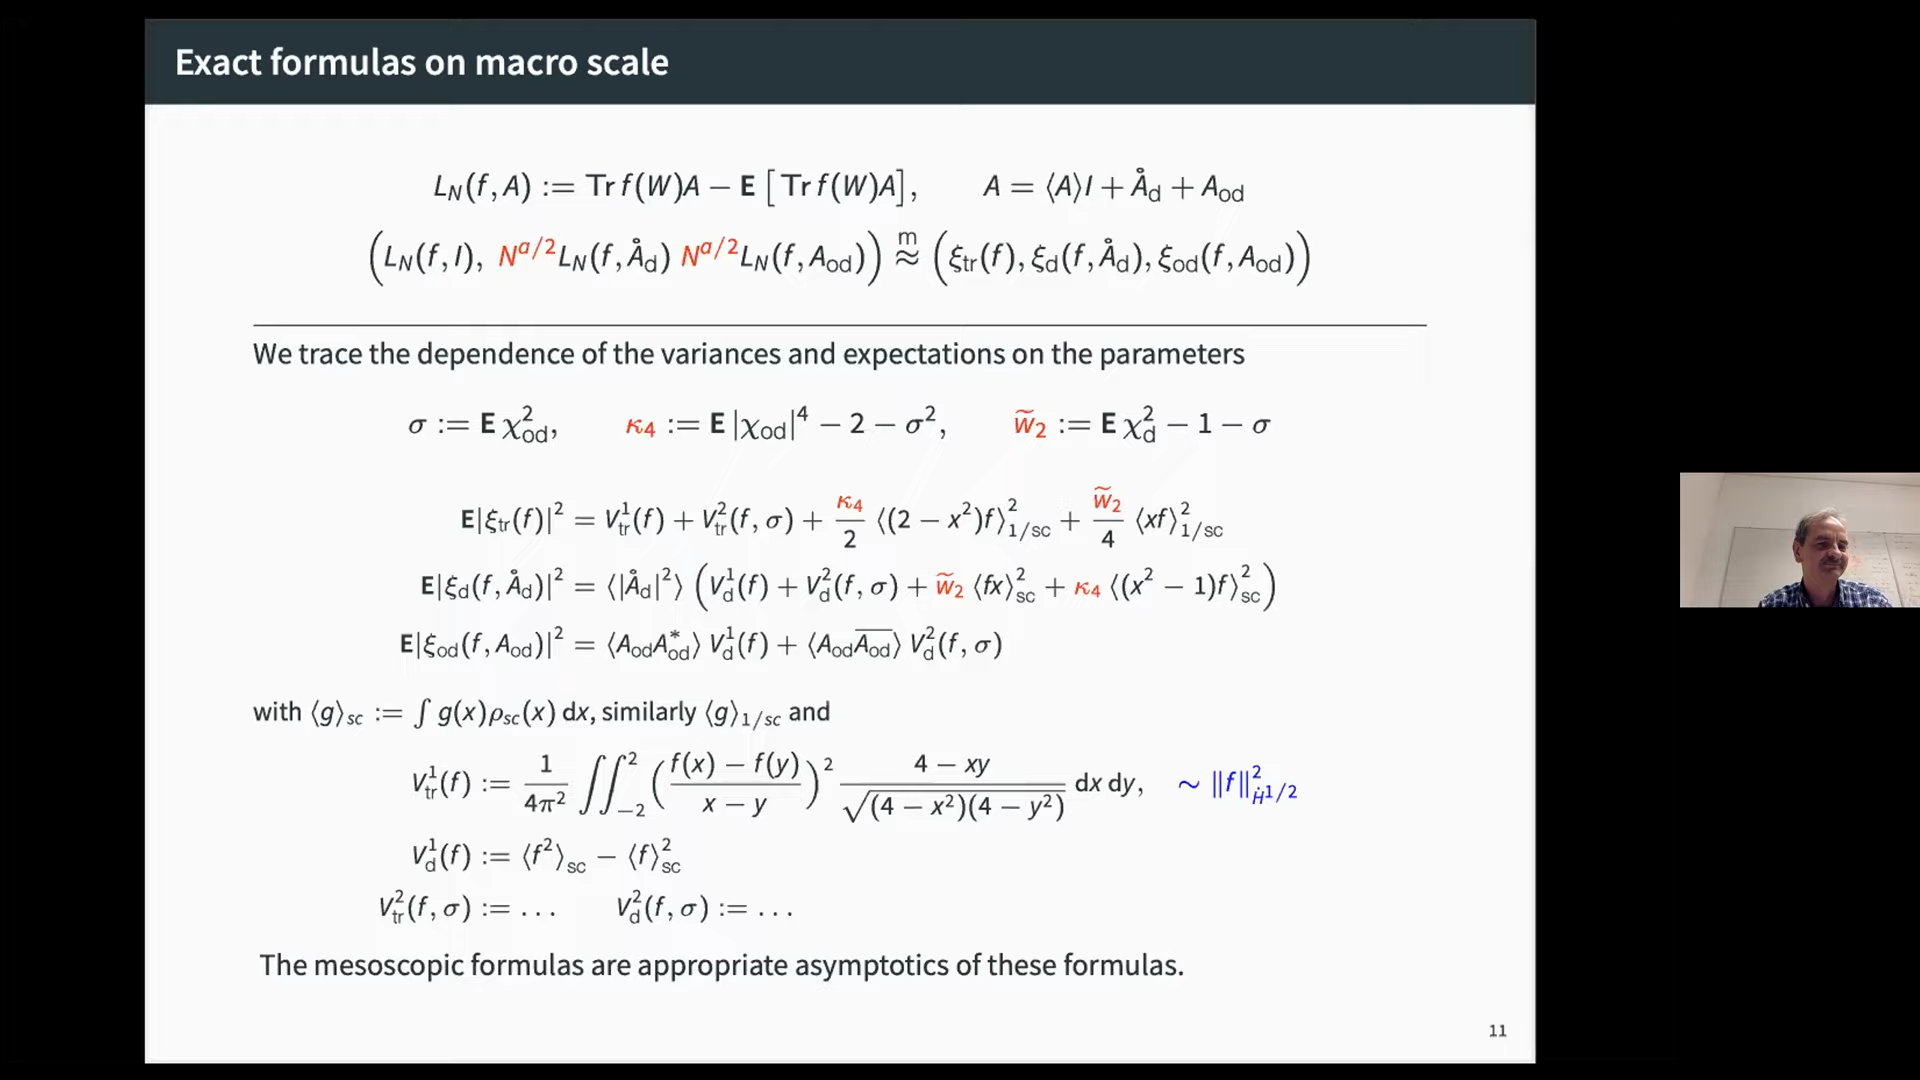 Exact formulas on macro scale
L_N(f, A) := Tr f(W)A − E [Tr f(W)A], A = ⟨A⟩I + Å_d + A_od
(L_N(f, I), N^{a/2}L_N(f, Å_d) N^{a/2}L_N(f, A_od)) ≈^m (ξ_tr(f), ξ_d(f, Å_d), ξ_od(f, A_od))
We trace the dependence of the variances and expectations on the parameters
σ := E χ_od^2, κ_4 := E |χ_od|^4 − 2 − σ^2, w̃_2 := E χ_d^2 − 1 − σ
E|ξ_tr(f)|^2 = V_tr^1(f) + V_tr^2(f, σ) + κ_4/2 ⟨(2 − x^2)f⟩_{1/sc}^2 + w̃_2/4 ⟨xf⟩_{1/sc}^2
E|ξ_d(f, Å_d)|^2 = ⟨|Å_d|^2⟩ (V_d^1(f) + V_d^2(f, σ) + w̃_2 ⟨fx⟩_sc^2 + κ_4 ⟨(x^2 − 1)f⟩_sc^2)
E|ξ_od(f, A_od)|^2 = ⟨A_od A_od^*⟩ V_d^1(f) + ⟨A_od \overline{A_od}⟩ V_d^2(f, σ)
with ⟨g⟩_sc := ∫ g(x)ρ_sc(x) dx, similarly ⟨g⟩_{1/sc} and
V_tr^1(f) := 1/(4π^2) ∬_{−2}^{2} ((f(x) − f(y))/(x − y))^2 (4 − xy)/√((4 − x^2)(4 − y^2)) dx dy, ∼ ‖f‖_{Ḣ^{1/2}}^2
V_d^1(f) := ⟨f^2⟩_sc − ⟨f⟩_sc^2
V_tr^2(f, σ) := ... V_d^2(f, σ) := ...
The mesoscopic formulas are appropriate asymptotics of these formulas.
11